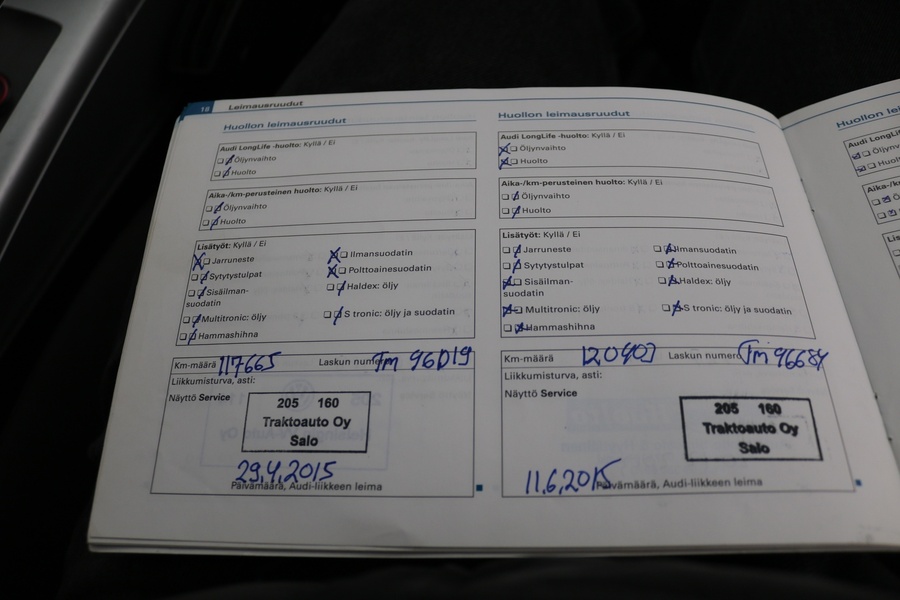 18 Leimausruudut
Huollon leimausruudut
Audi LongLife -huolto: Kyllä / Ei
Öljynvaihto
Huolto
Aika-/km-perusteinen huolto: Kyllä / Ei
Öljynvaihto
Huolto
Lisätyöt: Kyllä / Ei
Jarruneste
Sytytystulpat
Sisäilman-
suodatin
Multitronic: öljy
Hammashihna
Ilmansuodatin
Polttoainesuodatin
Haldex: öljy
S tronic: öljy ja suodatin
Km-määrä 117665 Laskun numero Tm 96019
Liikkumisturva, asti:
Näyttö Service
205 160
Traktoauto Oy
Salo
29.4.2015
Päivämäärä, Audi-liikkeen leima
Huollon leimausruudut
Audi LongLife -huolto: Kyllä / Ei
Öljynvaihto
Huolto
Aika-/km-perusteinen huolto: Kyllä / Ei
Öljynvaihto
Huolto
Lisätyöt: Kyllä / Ei
Jarruneste
Sytytystulpat
Sisäilman-
suodatin
Multitronic: öljy
Hammashihna
Ilmansuodatin
Polttoainesuodatin
Haldex: öljy
S tronic: öljy ja suodatin
Km-määrä Laskun numero Tm 96684
Liikkumisturva, asti:
Näyttö Service
205 160
Traktoauto Oy
Salo
11.6.2015
Päivämäärä, Audi-liikkeen leima
Huollon lei
Audi LongLif
Öljynv
Huol
Aika-/k